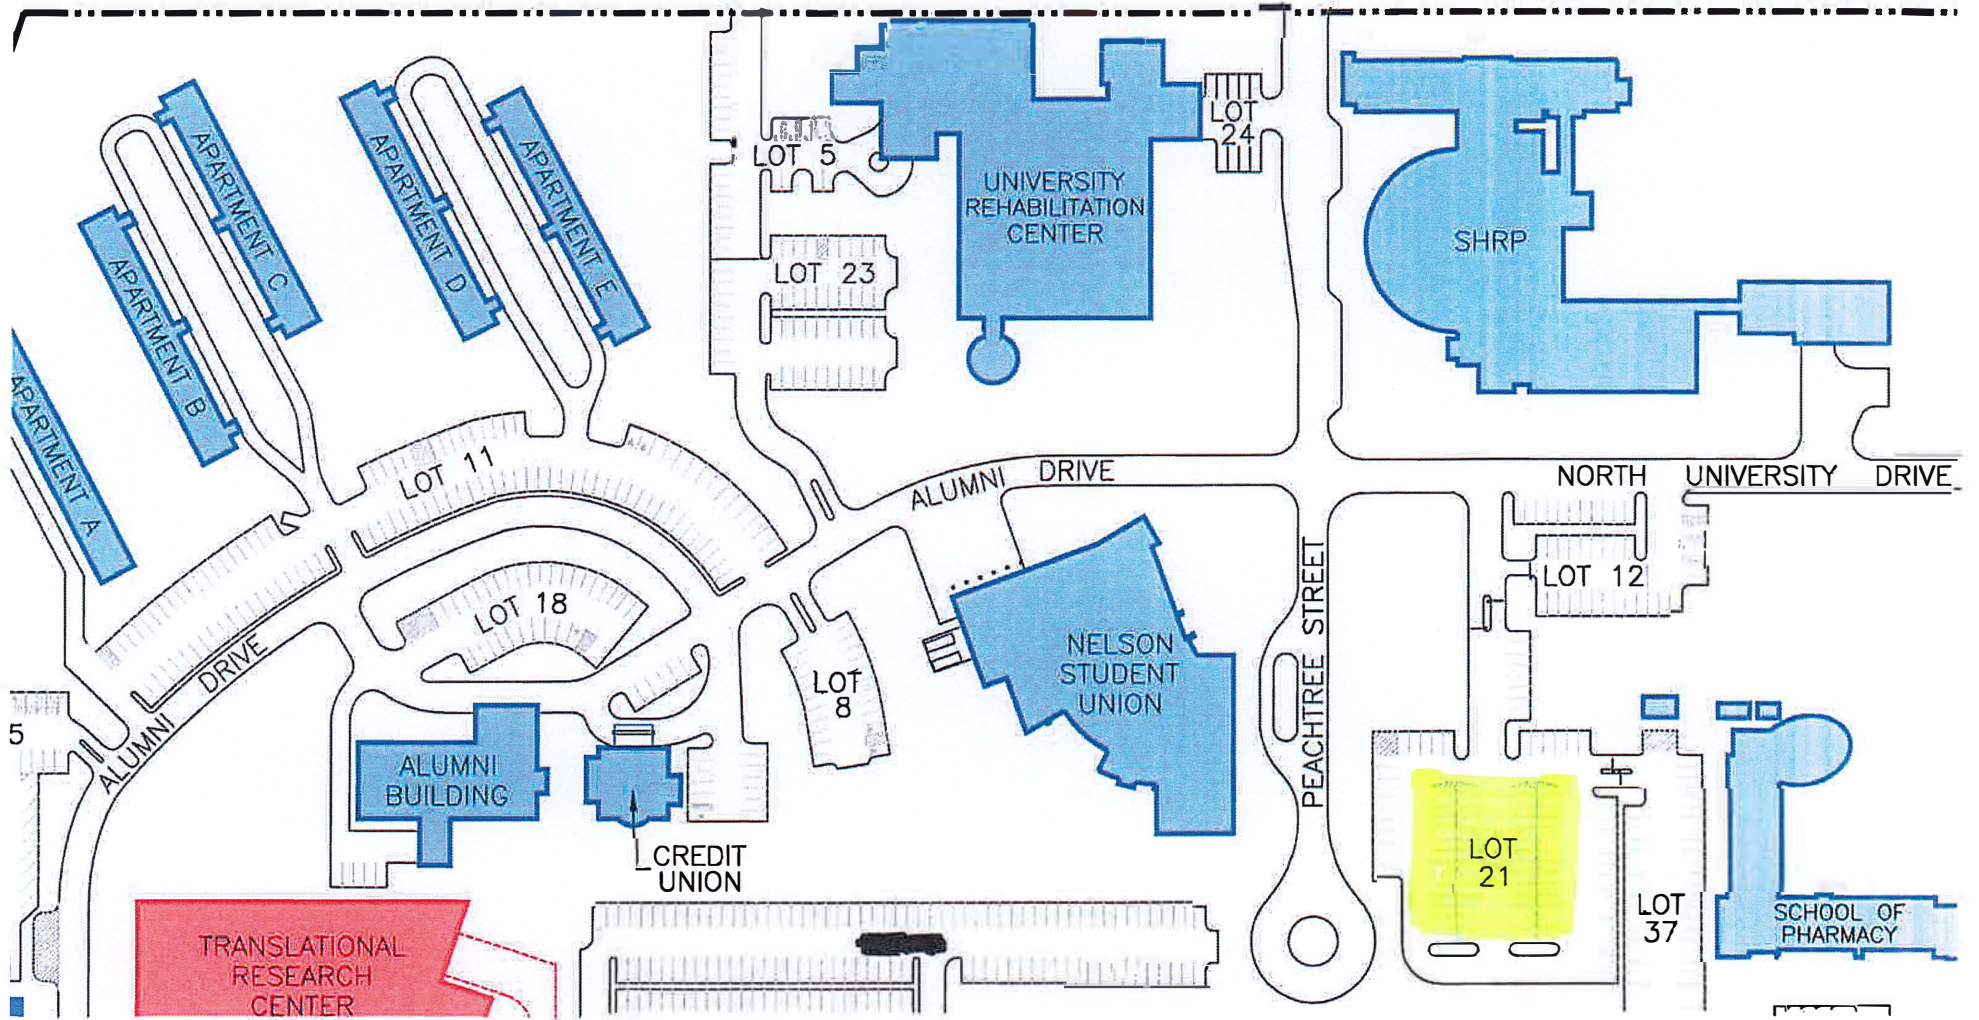 APARTMENT C
APARTMENT D
APARTMENT E
APARTMENT B
APARTMENT A
LOT 5
LOT
24
UNIVERSITY
REHABILITATION
CENTER
SHRP
LOT 23
LOT 11
ALUMNI DRIVE
NORTH UNIVERSITY DRIVE
LOT 18
LOT 12
ALUMNI DRIVE
LOT
8
NELSON
STUDENT
UNION
PEACHTREE STREET
5
ALUMNI
BUILDING
CREDIT
UNION
LOT
21
LOT
37
SCHOOL OF
PHARMACY
TRANSLATIONAL
RESEARCH
CENTER